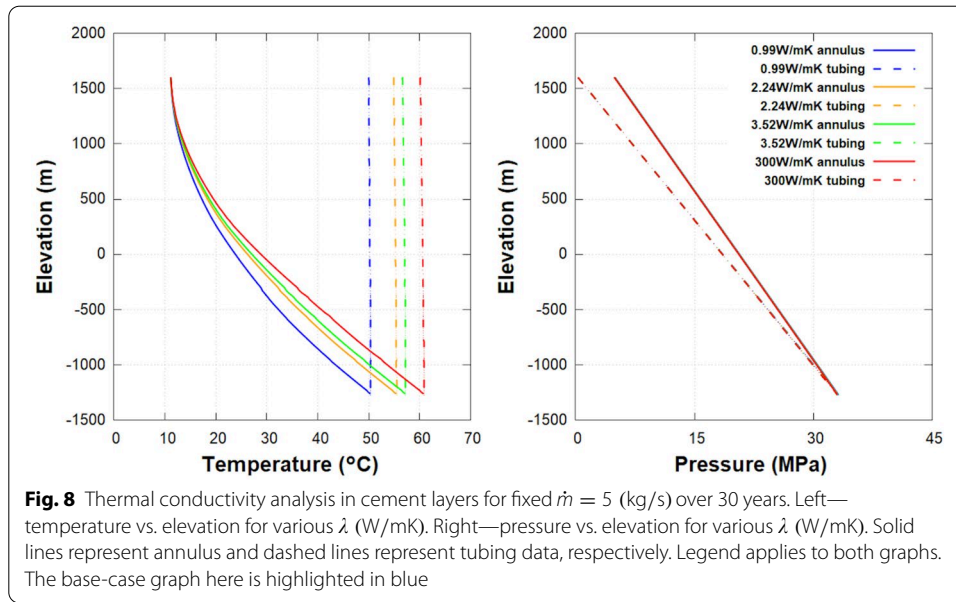 2000
1500
1000
500
0
-500
-1000
-1500
Elevation (m)
0 10 20 30 40 50 60 70
Temperature (°C)
2000
1500
1000
500
0
-500
-1000
-1500
Elevation (m)
0.99W/mK annulus
0.99W/mK tubing
2.24W/mK annulus
2.24W/mK tubing
3.52W/mK annulus
3.52W/mK tubing
300W/mK annulus
300W/mK tubing
0 15 30 45
Pressure (MPa)
Fig. 8 Thermal conductivity analysis in cement layers for fixed ṁ = 5 (kg/s) over 30 years. Left—
temperature vs. elevation for various λ (W/mK). Right—pressure vs. elevation for various λ (W/mK). Solid
lines represent annulus and dashed lines represent tubing data, respectively. Legend applies to both graphs.
The base-case graph here is highlighted in blue